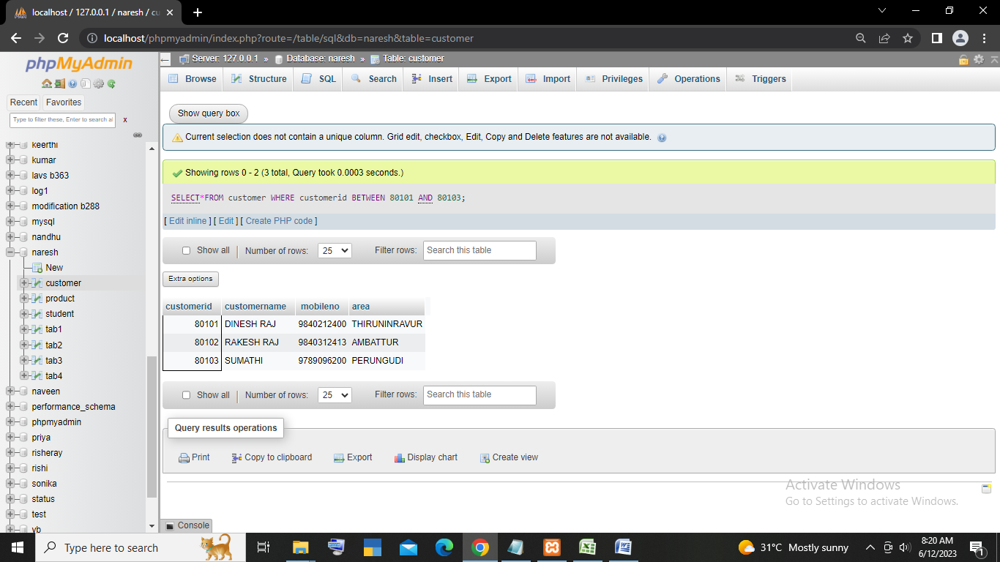 localhost / 127.0.0.1 / naresh / cu
localhost/phpmyadmin/index.php?route=/table/sql&db=naresh&table=customer
phpMyAdmin
Server: 127.0.0.1 » Database: naresh » Table: customer
Browse Structure SQL Search Insert Export Import Privileges Operations Triggers
Recent Favorites
Type to filter these, Enter to search al x
keerthi
kumar
lavs b363
log1
modification b288
mysql
nandhu
naresh
New
customer
product
student
tab1
tab2
tab3
tab4
naveen
performance_schema
phpmyadmin
priya
risheray
rishi
sonika
status
test
vb
Show query box
Current selection does not contain a unique column. Grid edit, checkbox, Edit, Copy and Delete features are not available.
Showing rows 0 - 2 (3 total, Query took 0.0003 seconds.)
SELECT*FROM customer WHERE customerid BETWEEN 80101 AND 80103;
[ Edit inline ] [ Edit ] [ Create PHP code ]
Show all | Number of rows: 25 Filter rows: Search this table
Extra options
customerid customername mobileno area
80101 DINESH RAJ 9840212400 THIRUNINRAVUR
80102 RAKESH RAJ 9840312413 AMBATTUR
80103 SUMATHI 9789096200 PERUNGUDI
Show all | Number of rows: 25 Filter rows: Search this table
Query results operations
Print Copy to clipboard Export Display chart Create view
Activate Windows
Go to Settings to activate Windows.
Console
Type here to search
31°C Mostly sunny
8:20 AM
6/12/2023
1